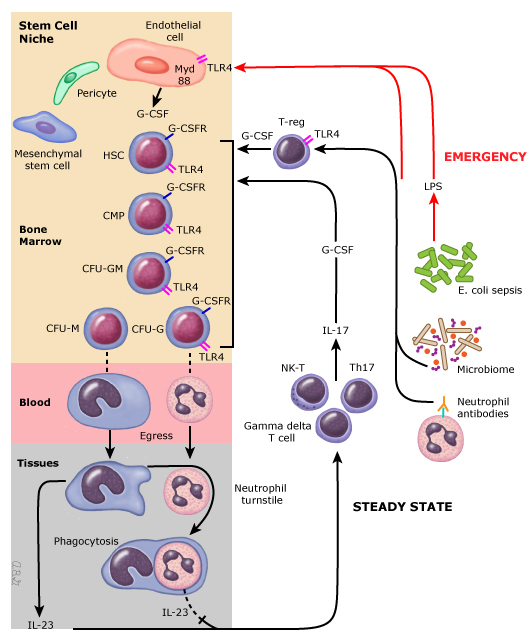 Stem Cell
Niche
Endothelial
cell
Myd
88
TLR4
Pericyte
G-CSF
Mesenchymal
stem cell
HSC
G-CSFR
TLR4
G-CSF
T-reg
TLR4
EMERGENCY
LPS
CMP
G-CSFR
TLR4
Bone
Marrow
CFU-GM
G-CSFR
TLR4
G-CSF
E. coli sepsis
CFU-M
CFU-G
G-CSFR
TLR4
IL-17
Microbiome
NK-T
Th17
Gamma delta
T cell
Neutrophil
antibodies
Blood
Egress
Tissues
Neutrophil
turnstile
STEADY STATE
Phagocytosis
IL-23
IL-23